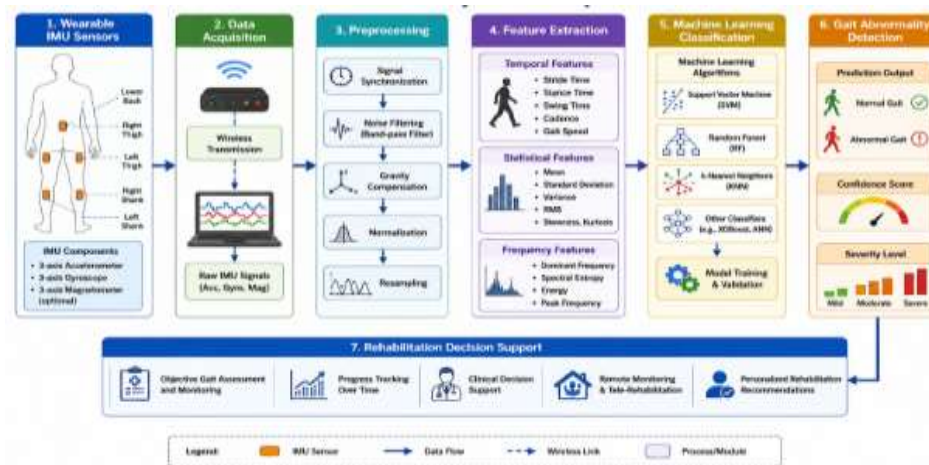 1. Wearable
IMU Sensors
Lower
Back
Right
Thigh
Left
Thigh
Right
Shank
Left
Shank
IMU Components
• 3-axis Accelerometer
• 3-axis Gyroscope
• 3-axis Magnetometer
(optional)
2. Data
Acquisition
Wireless
Transmission
Raw IMU Signals
(Acc, Gyro, Mag)
3. Preprocessing
Signal
Synchronization
Noise Filtering
(Band-pass Filter)
Gravity
Compensation
Normalization
Resampling
4. Feature Extraction
Temporal Features
• Stride Time
• Stance Time
• Swing Time
• Cadence
• Gait Speed
Statistical Features
• Mean
• Standard Deviation
• Variance
• RMS
• Skewness, Kurtosis
Frequency Features
• Dominant Frequency
• Spectral Entropy
• Energy
• Peak Frequency
5. Machine Learning
Classification
Machine Learning
Algorithms
Support Vector Machine
(SVM)
Random Forest
(RF)
k-Nearest Neighbors
(KNN)
Other Classifiers
(e.g., XGBoost, ANN)
Model Training
& Validation
6. Gait Abnormality
Detection
Prediction Output
Normal Gait
Abnormal Gait
Confidence Score
Severity Level
Mild
Moderate
Severe
7. Rehabilitation Decision Support
Objective Gait Assessment
and Monitoring
Progress Tracking
Over Time
Clinical Decision
Support
Remote Monitoring
& Tele-Rehabilitation
Personalized Rehabilitation
Recommendations
Legend:
IMU Sensor
Data Flow
Wireless Link
Process/Module